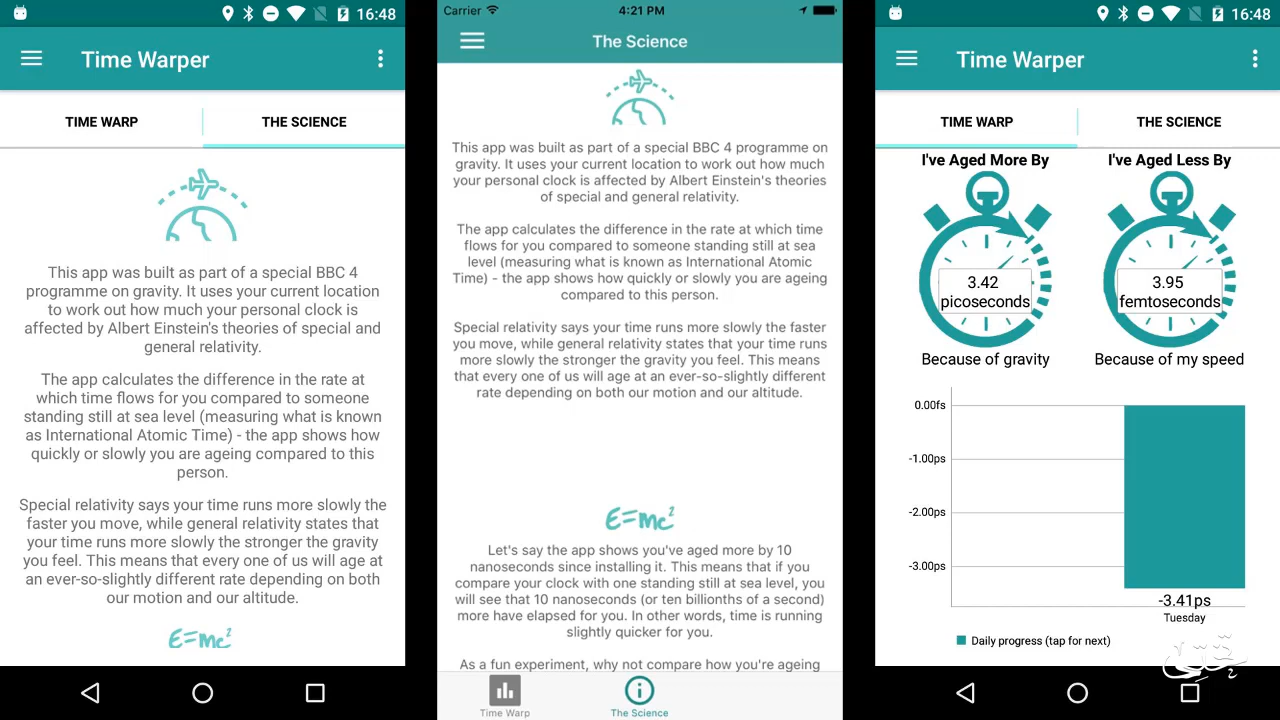 16:48
Time Warper
TIME WARP
THE SCIENCE
This app was built as part of a special BBC 4
programme on gravity. It uses your current location
to work out how much your personal clock is
affected by Albert Einstein's theories of special and
general relativity.
The app calculates the difference in the rate at
which time flows for you compared to someone
standing still at sea level (measuring what is known
as International Atomic Time) - the app shows how
quickly or slowly you are ageing compared to this
person.
Special relativity says your time runs more slowly the
faster you move, while general relativity states that
your time runs more slowly the stronger the gravity
you feel. This means that every one of us will age at
an ever-so-slightly different rate depending on both
our motion and our altitude.
E=mc²
Carrier
4:21 PM
The Science
This app was built as part of a special BBC 4 programme on
gravity. It uses your current location to work out how much
your personal clock is affected by Albert Einstein's theories
of special and general relativity.
The app calculates the difference in the rate at which time
flows for you compared to someone standing still at sea
level (measuring what is known as International Atomic
Time) - the app shows how quickly or slowly you are ageing
compared to this person.
Special relativity says your time runs more slowly the faster
you move, while general relativity states that your time runs
more slowly the stronger the gravity you feel. This means
that every one of us will age at an ever-so-slightly different
rate depending on both our motion and our altitude.
E=mc²
Let's say the app shows you've aged more by 10
nanoseconds since installing it. This means that if you
compare your clock with one standing still at sea level, you
will see that 10 nanoseconds (or ten billionths of a second)
more have elapsed for you. In other words, time is running
slightly quicker for you.
As a fun experiment, why not compare how you're ageing
Time Warp
The Science
16:48
Time Warper
TIME WARP
THE SCIENCE
I've Aged More By
I've Aged Less By
3.42
picoseconds
3.95
femtoseconds
Because of gravity
Because of my speed
0.00fs
-1.00ps
-2.00ps
-3.00ps
-3.41ps
Tuesday
Daily progress (tap for next)